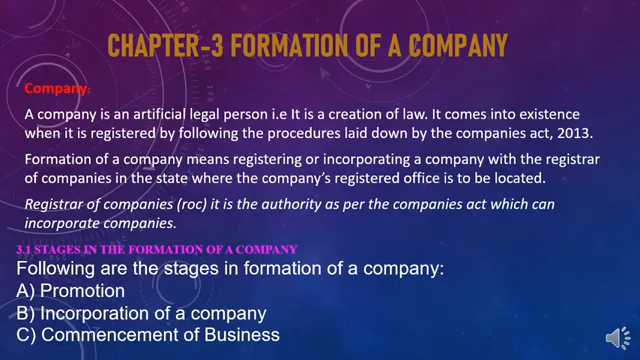 CHAPTER-3 FORMATION OF A COMPANY
Company:
A company is an artificial legal person i.e It is a creation of law. It comes into existence
when it is registered by following the procedures laid down by the companies act, 2013.
Formation of a company means registering or incorporating a company with the registrar
of companies in the state where the company's registered office is to be located.
Registrar of companies (roc) it is the authority as per the companies act which can
incorporate companies.
3.1 STAGES IN THE FORMATION OF A COMPANY
Following are the stages in formation of a company:
A) Promotion
B) Incorporation of a company
C) Commencement of Business